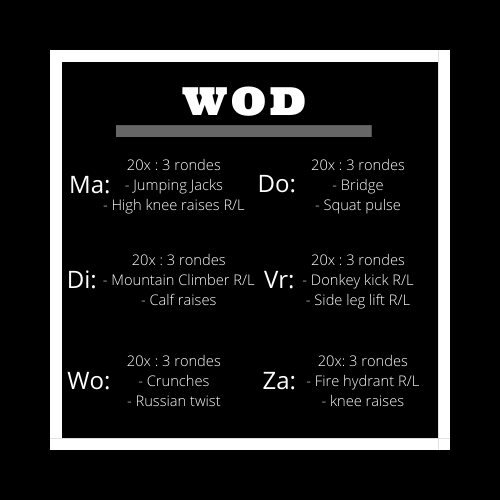 WOD
Ma:
20x : 3 rondes
- Jumping Jacks
- High knee raises R/L
Do:
20x : 3 rondes
- Bridge
- Squat pulse
Di:
20x : 3 rondes
- Mountain Climber R/L
- Calf raises
Vr:
20x : 3 rondes
- Donkey kick R/L
- Side leg lift R/L
Wo:
20x : 3 rondes
- Crunches
- Russian twist
Za:
20x: 3 rondes
- Fire hydrant R/L
- knee raises